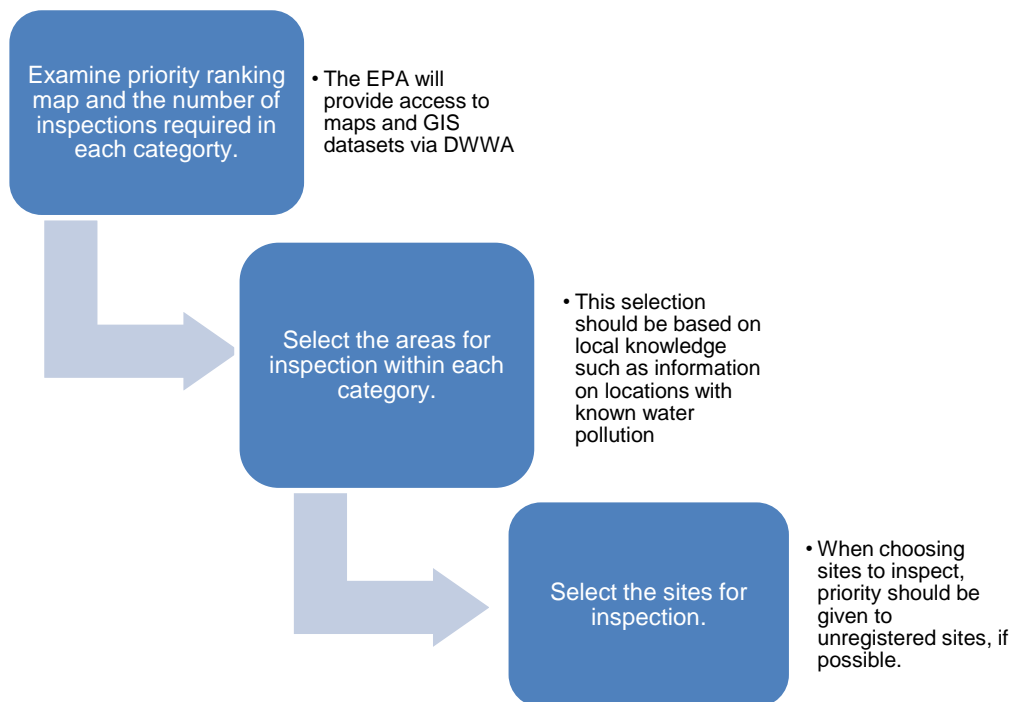 Examine priority ranking
map and the number of
inspections required in
each categorty.
• The EPA will
provide access to
maps and GIS
datasets via DWWA
Select the areas for
inspection within each
category.
• This selection
should be based on
local knowledge
such as information
on locations with
known water
pollution
Select the sites for
inspection.
• When choosing
sites to inspect,
priority should be
given to
unregistered sites, if
possible.